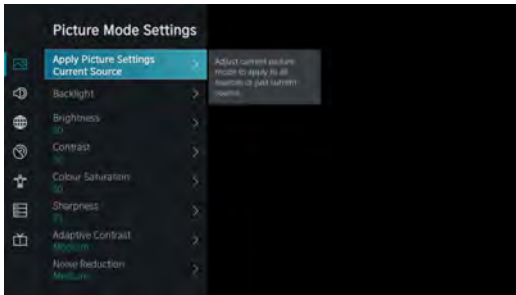 Picture Mode Settings
Apply Picture Settings
Current Source
Adjust current picture
mode to apply to all
sources or just current
source.
Backlight
Brightness
50
Contrast
Colour Saturation
50
Sharpness
Adaptive Contrast
Medium
Noise Reduction
Medium